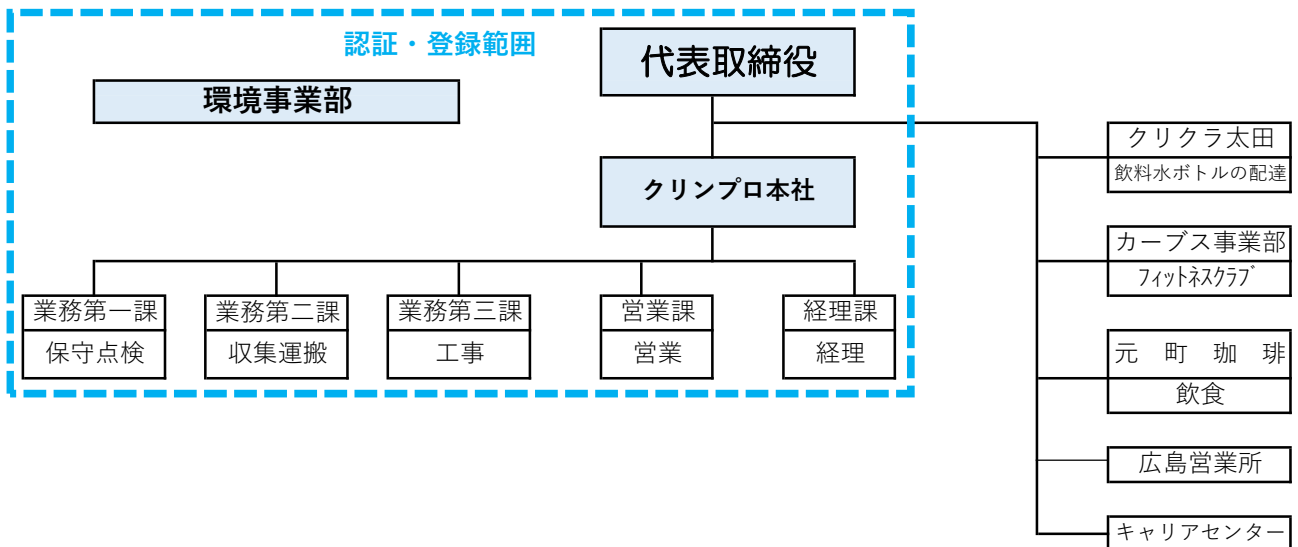 認証・登録範囲
代表取締役
環境事業部
クリンプロ本社
業務第一課
保守点検
業務第二課
収集運搬
業務第三課
工事
営業課
営業
経理課
経理
クリクラ太田
飲料水ボトルの配達
カーブス事業部
ﾌｨｯﾄﾈｽｸﾗﾌﾞ
元 町 珈 琲
飲食
広島営業所
キャリアセンター